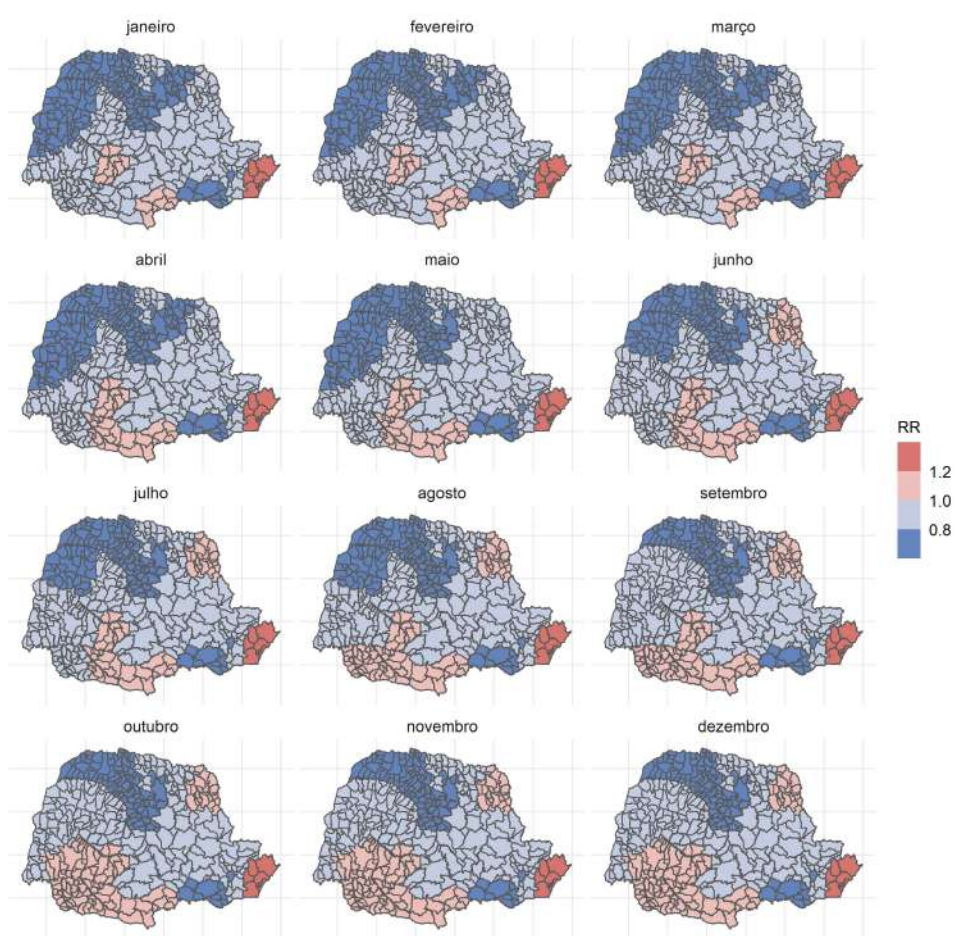 janeiro
fevereiro
março
abril
maio
junho
julho
agosto
setembro
outubro
novembro
dezembro
RR
1.2
1.0
0.8